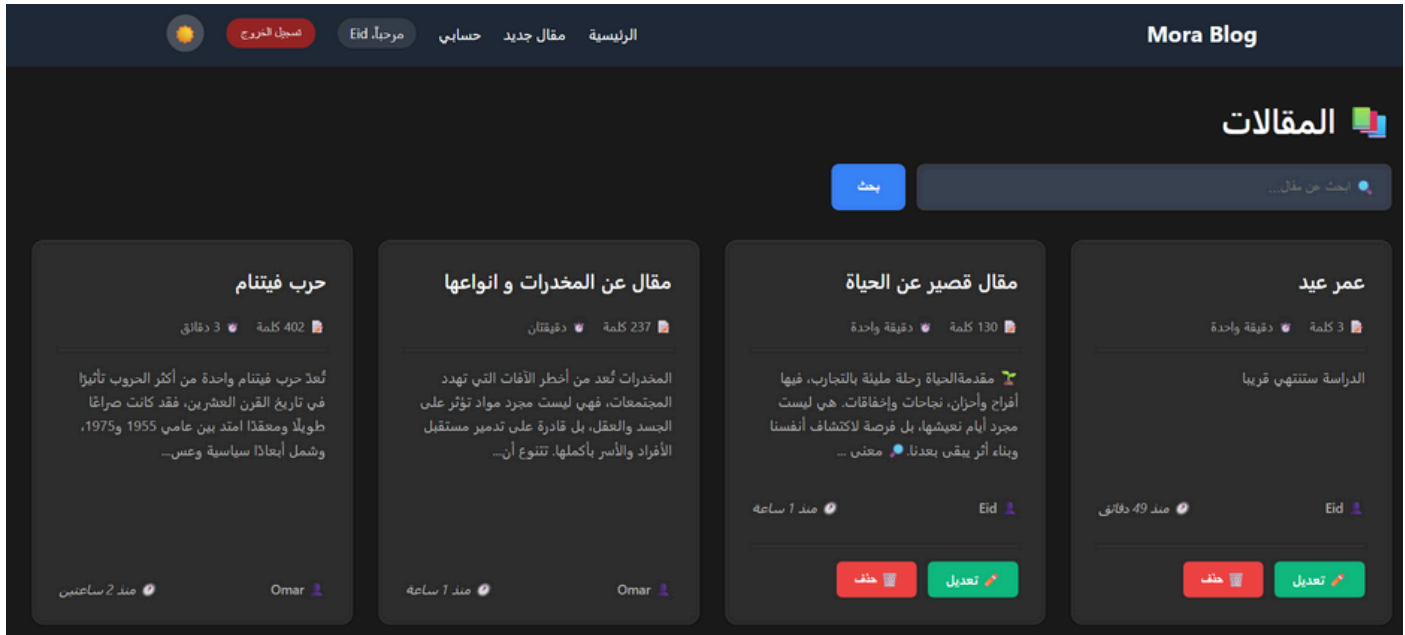 Mora Blog
الرئيسية
مقال جديد
حسابي
مرحباً، Eid
تسجيل الخروج
المقالات
ابحث عن مقال...
بحث
عمر عيد
3 كلمة
دقيقة واحدة
الدراسة ستنتهي قريبا
Eid
منذ 49 دقائق
تعديل
حذف
مقال قصير عن الحياة
130 كلمة
دقيقة واحدة
مقدمةالحياة رحلة مليئة بالتجارب، فيها
أفراح وأحزان، نجاحات وإخفاقات. هي ليست
مجرد أيام نعيشها، بل فرصة لاكتشاف أنفسنا
وبناء أثر يبقى بعدنا. معنى ...
Eid
منذ 1 ساعة
تعديل
حذف
مقال عن المخدرات و انواعها
237 كلمة
دقيقتان
المخدرات تُعد من أخطر الآفات التي تهدد
المجتمعات، فهي ليست مجرد مواد تؤثر على
الجسد والعقل، بل قادرة على تدمير مستقبل
الأفراد والأسر بأكملها. تتنوع أن...
Omar
منذ 1 ساعة
حرب فيتنام
402 كلمة
3 دقائق
تُعدّ حرب فيتنام واحدة من أكثر الحروب تأثيرًا
في تاريخ القرن العشرين، فقد كانت صراعًا
طويلًا ومعقدًا امتد بين عامي 1955 و1975،
وشمل أبعادًا سياسية وعس...
Omar
منذ 2 ساعتين